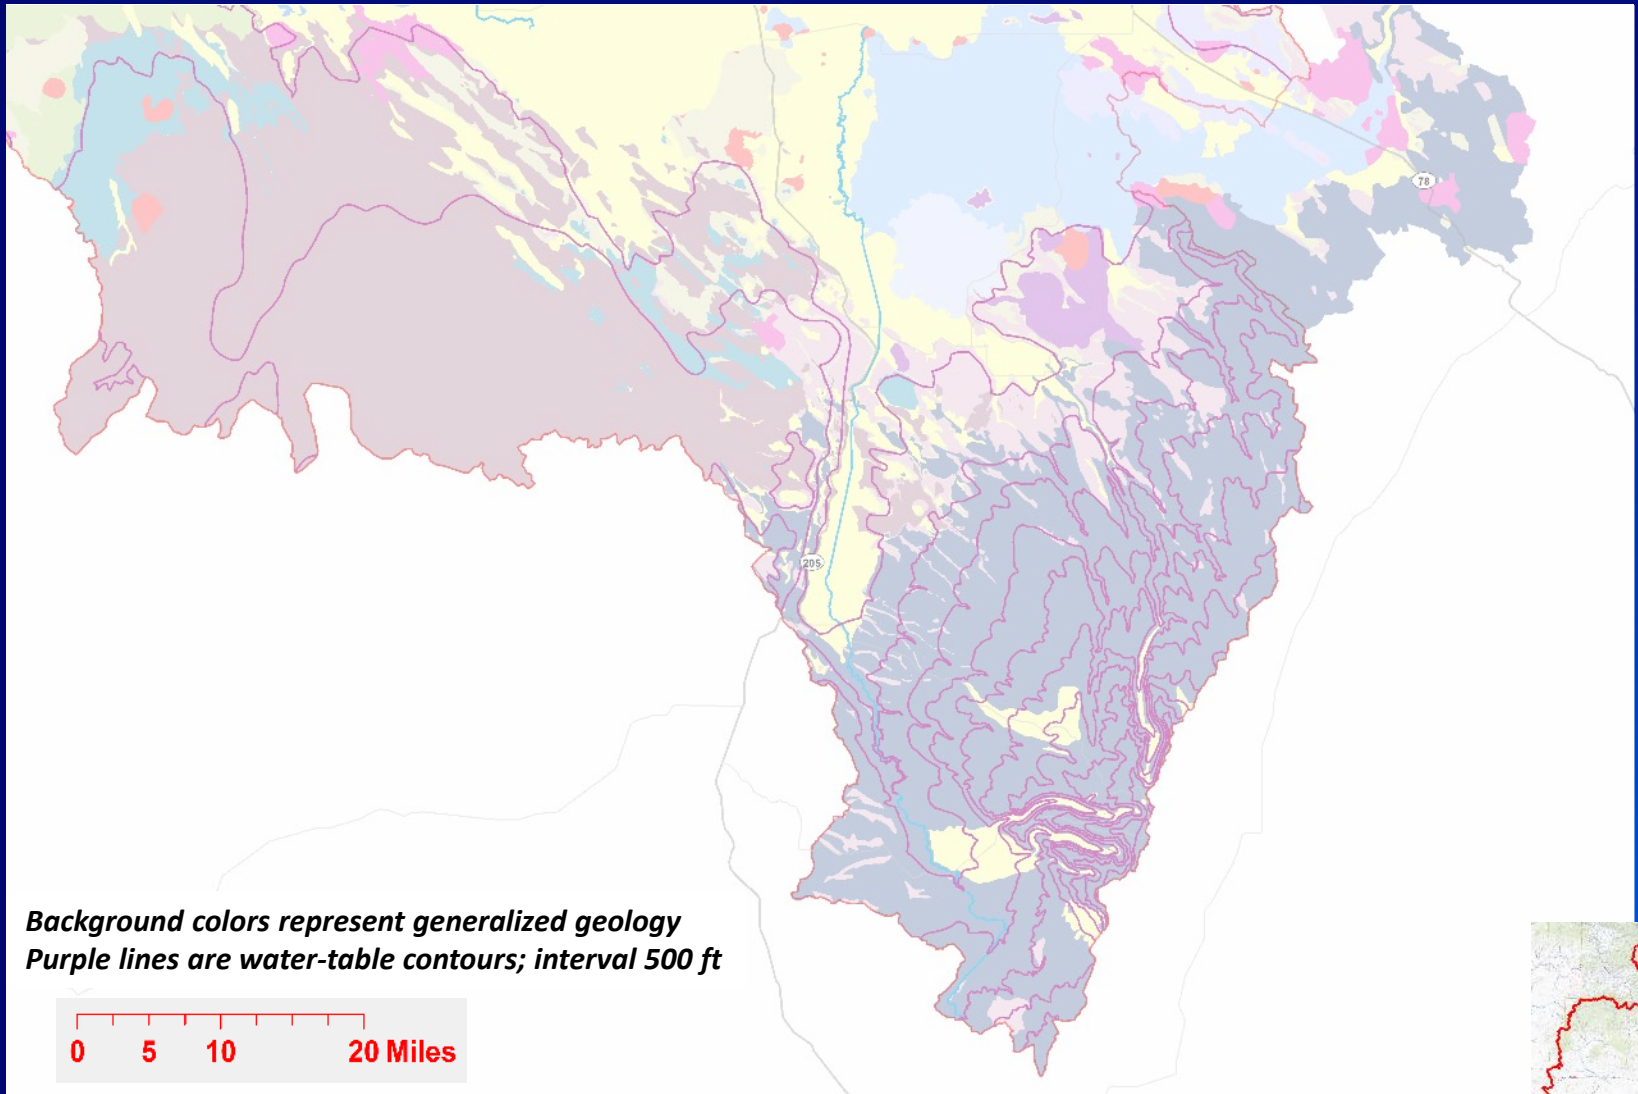 78
205
Background colors represent generalized geology
Purple lines are water-table contours; interval 500 ft
0 5 10 20 Miles